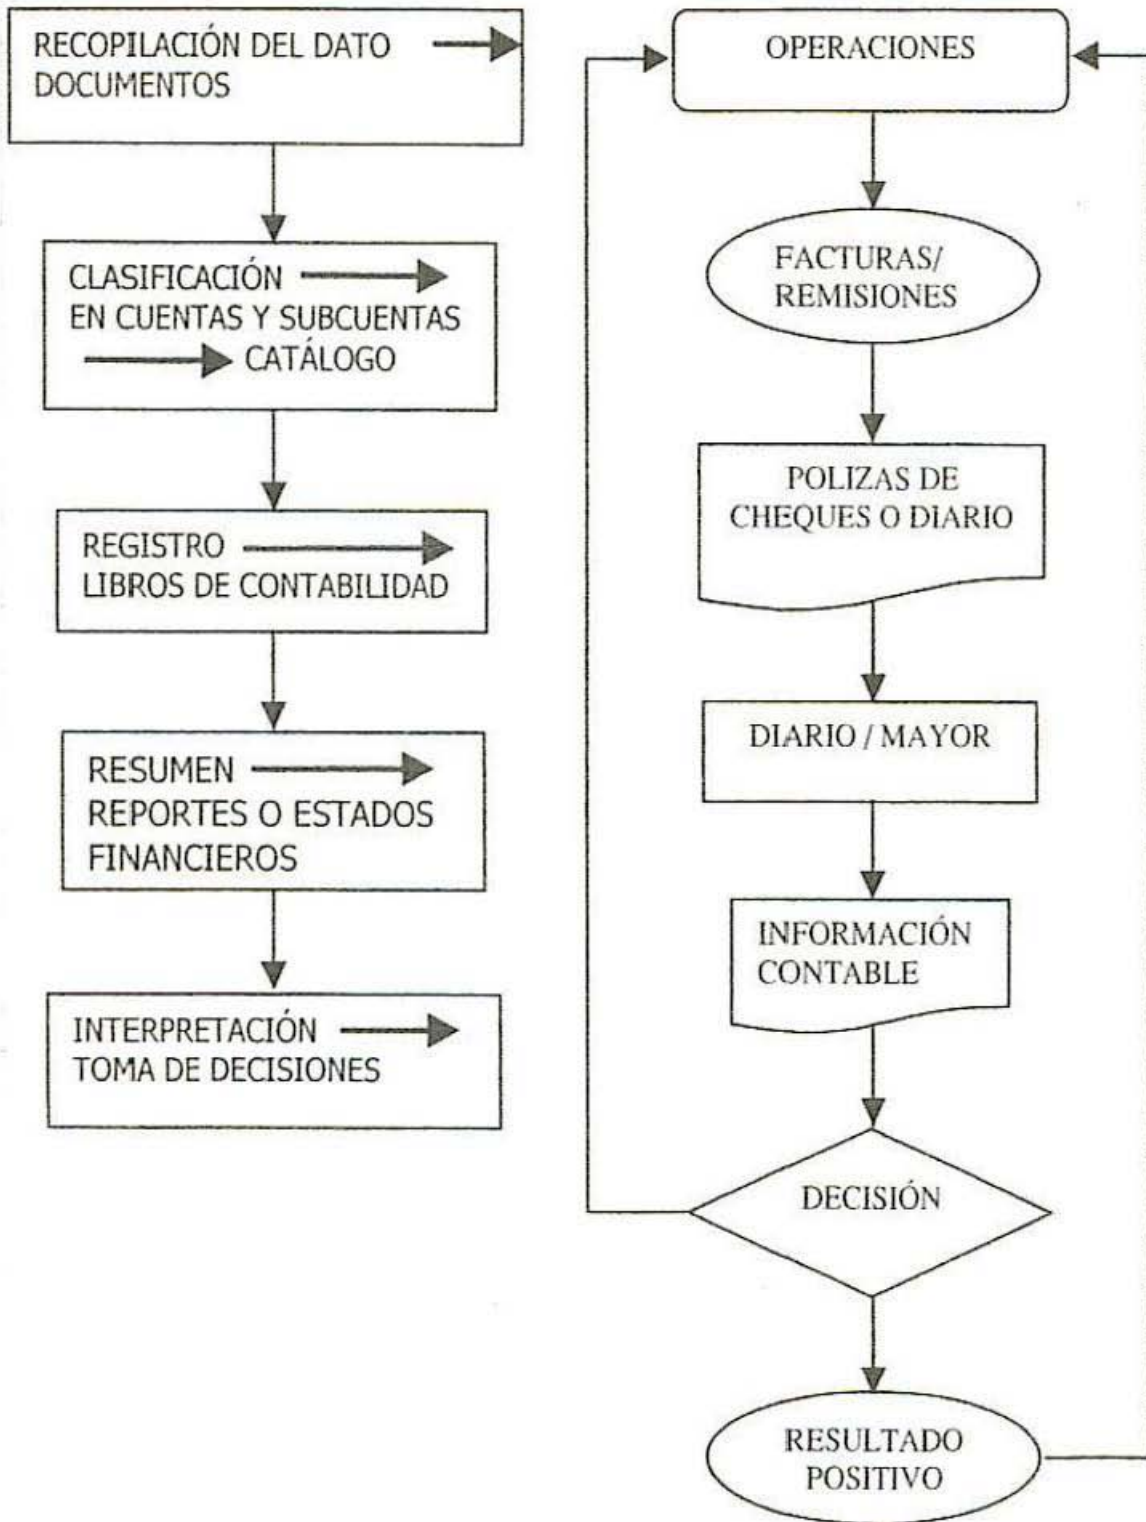 RECOPILACIÓN DEL DATO
DOCUMENTOS
CLASIFICACIÓN
EN CUENTAS Y SUBCUENTAS
CATÁLOGO
REGISTRO
LIBROS DE CONTABILIDAD
RESUMEN
REPORTES O ESTADOS
FINANCIEROS
INTERPRETACIÓN
TOMA DE DECISIONES
OPERACIONES
FACTURAS/
REMISIONES
POLIZAS DE
CHEQUES O DIARIO
DIARIO / MAYOR
INFORMACIÓN
CONTABLE
DECISIÓN
RESULTADO
POSITIVO